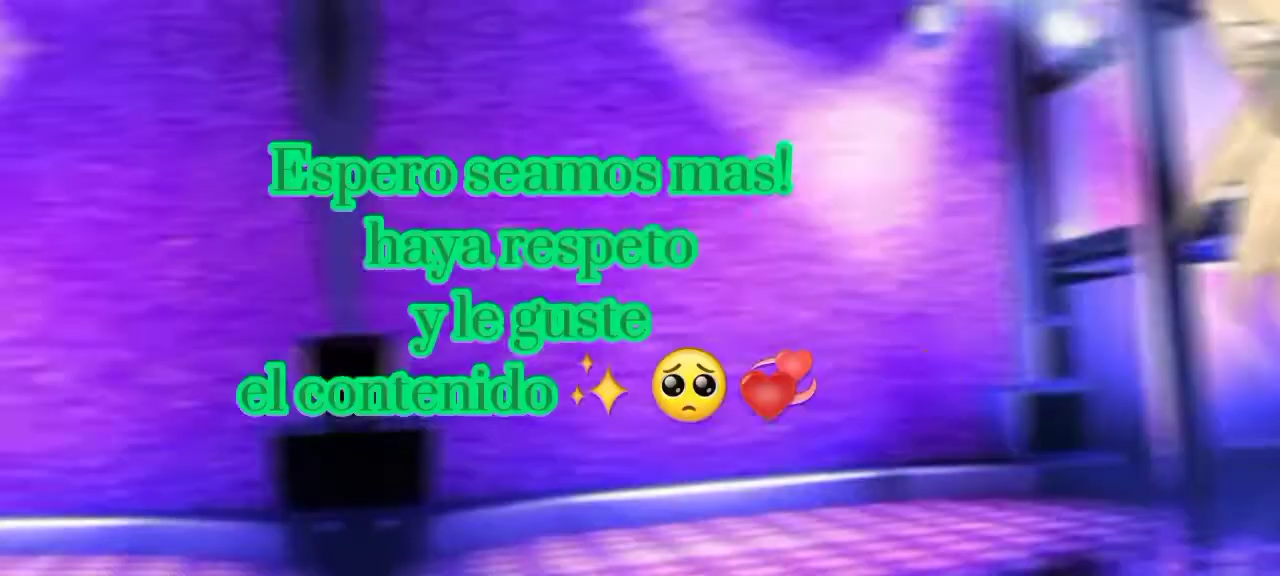 Espero seamos mas!
haya respeto
y le guste
el contenido ✨ 🥺 💞